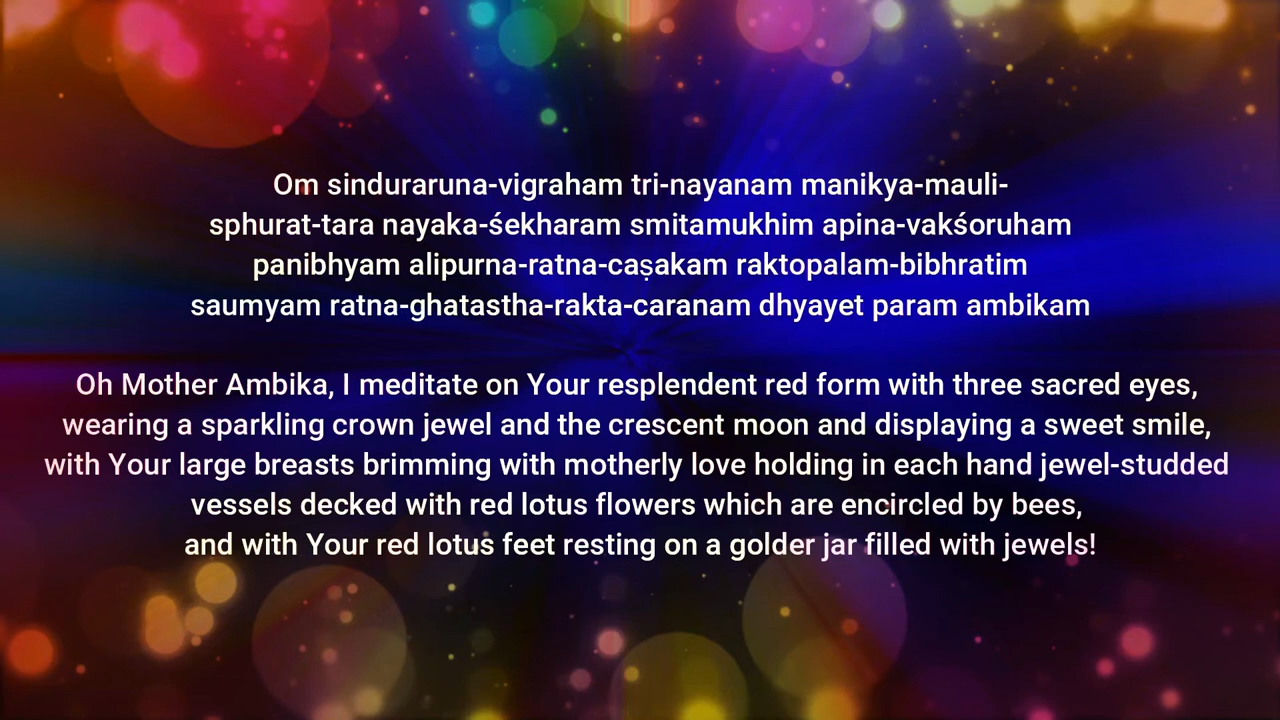 Om sinduraruna-vigraham tri-nayanam manikya-mauli-
sphurat-tara nayaka-śekharam smitamukhim apina-vakśoruham
panibhyam alipurna-ratna-caṣakam raktopalam-bibhratim
saumyam ratna-ghatastha-rakta-caranam dhyayet param ambikam
Oh Mother Ambika, I meditate on Your resplendent red form with three sacred eyes,
wearing a sparkling crown jewel and the crescent moon and displaying a sweet smile,
with Your large breasts brimming with motherly love holding in each hand jewel-studded
vessels decked with red lotus flowers which are encircled by bees,
and with Your red lotus feet resting on a golder jar filled with jewels!